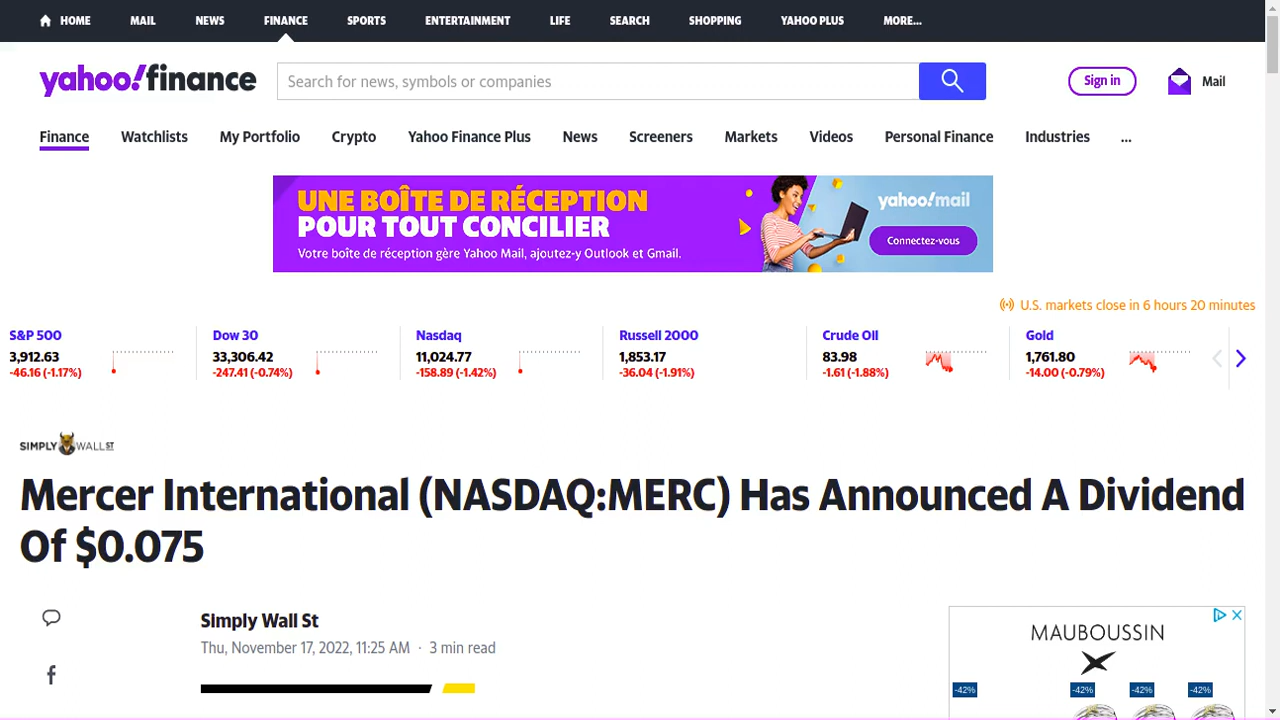 HOME MAIL NEWS FINANCE SPORTS ENTERTAINMENT LIFE SEARCH SHOPPING YAHOO PLUS MORE...
yahoo!finance Search for news, symbols or companies Sign in Mail
Finance Watchlists My Portfolio Crypto Yahoo Finance Plus News Screeners Markets Videos Personal Finance Industries ...
UNE BOÎTE DE RÉCEPTION
POUR TOUT CONCILIER
Votre boîte de réception gère Yahoo Mail, ajoutez-y Outlook et Gmail.
yahoo!mail
Connectez-vous
U.S. markets close in 6 hours 20 minutes
S&P 500
3,912.63
-46.16 (-1.17%)
Dow 30
33,306.42
-247.41 (-0.74%)
Nasdaq
11,024.77
-158.89 (-1.42%)
Russell 2000
1,853.17
-36.04 (-1.91%)
Crude Oil
83.98
-1.61 (-1.88%)
Gold
1,761.80
-14.00 (-0.79%)
SIMPLY WALL ST
Mercer International (NASDAQ:MERC) Has Announced A Dividend
Of $0.075
Simply Wall St
Thu, November 17, 2022, 11:25 AM · 3 min read
MAUBOUSSIN
-42% -42% -42% -42%